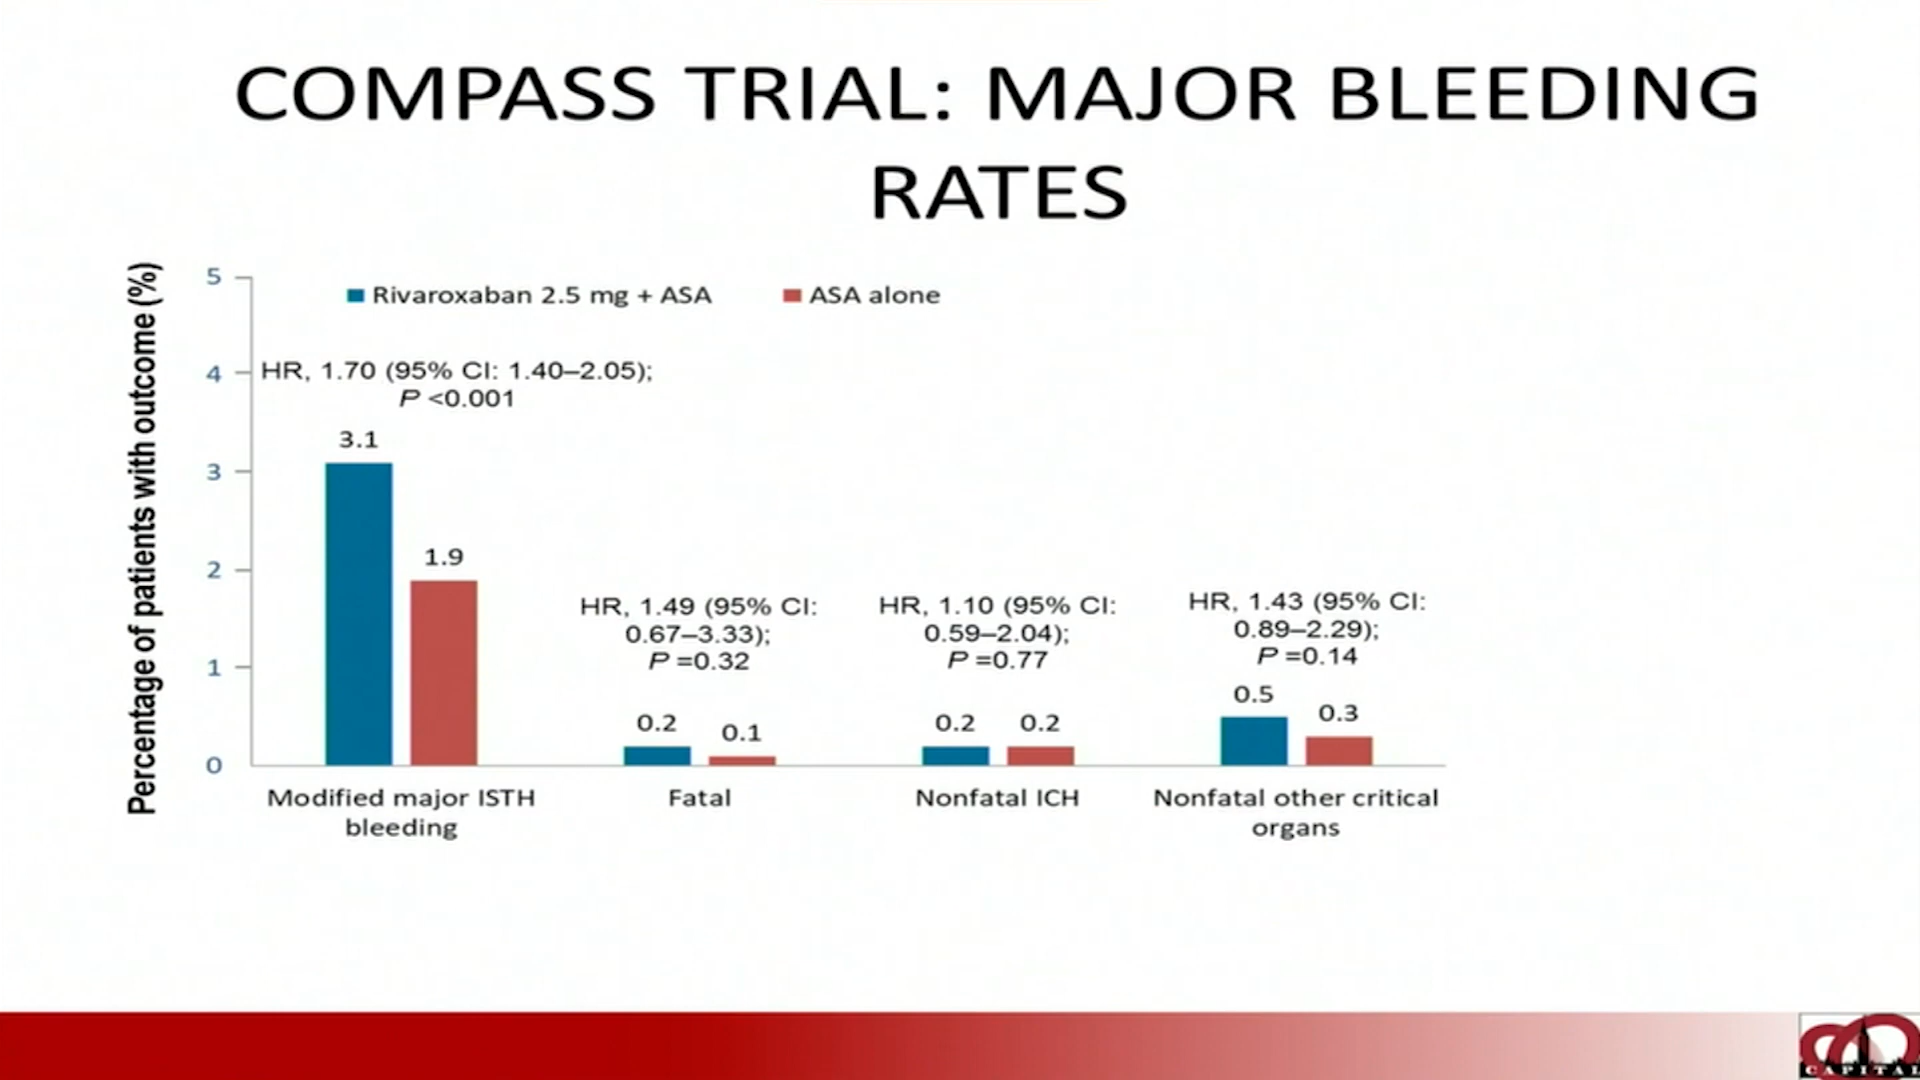 COMPASS TRIAL: MAJOR BLEEDING
RATES
Percentage of patients with outcome (%)
5
4
3
2
1
0
Rivaroxaban 2.5 mg + ASA
ASA alone
HR, 1.70 (95% CI: 1.40–2.05);
P <0.001
3.1
1.9
HR, 1.49 (95% CI:
0.67–3.33);
P =0.32
0.2
0.1
HR, 1.10 (95% CI:
0.59–2.04);
P =0.77
0.2
0.2
HR, 1.43 (95% CI:
0.89–2.29);
P =0.14
0.5
0.3
Modified major ISTH
bleeding
Fatal
Nonfatal ICH
Nonfatal other critical
organs
CAPITAL